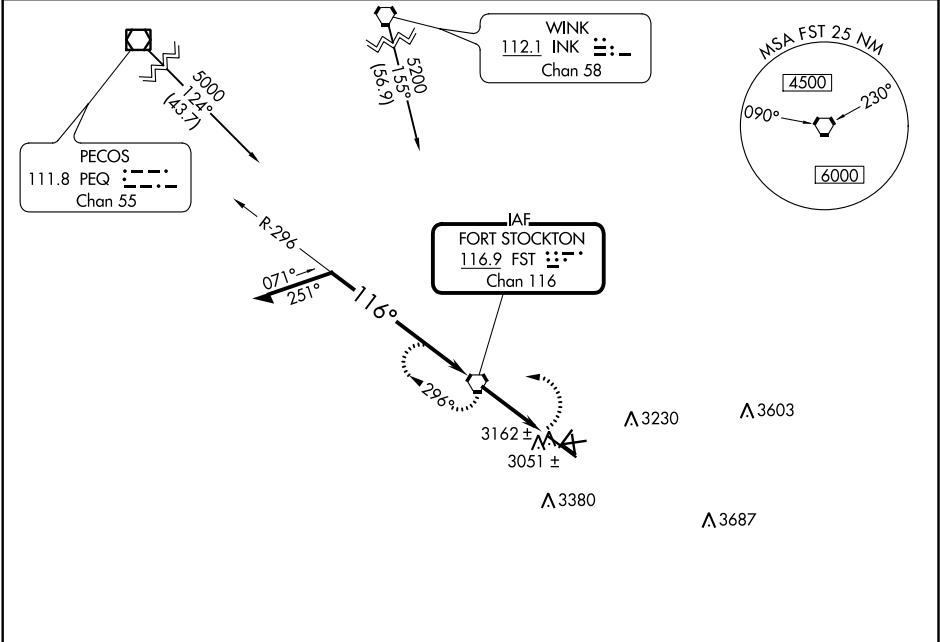 WINK
112.1 INK
Chan 58
MSA FST 25 NM
4500
090°
230°
6000
5000
124°
(43.7)
5200
155°
(56.9)
PECOS
111.8 PEQ
Chan 55
R-296
IAF
FORT STOCKTON
116.9 FST
Chan 116
071°
251°
116°
296°
3162 ±
3051 ±
3230
3603
3380
3687